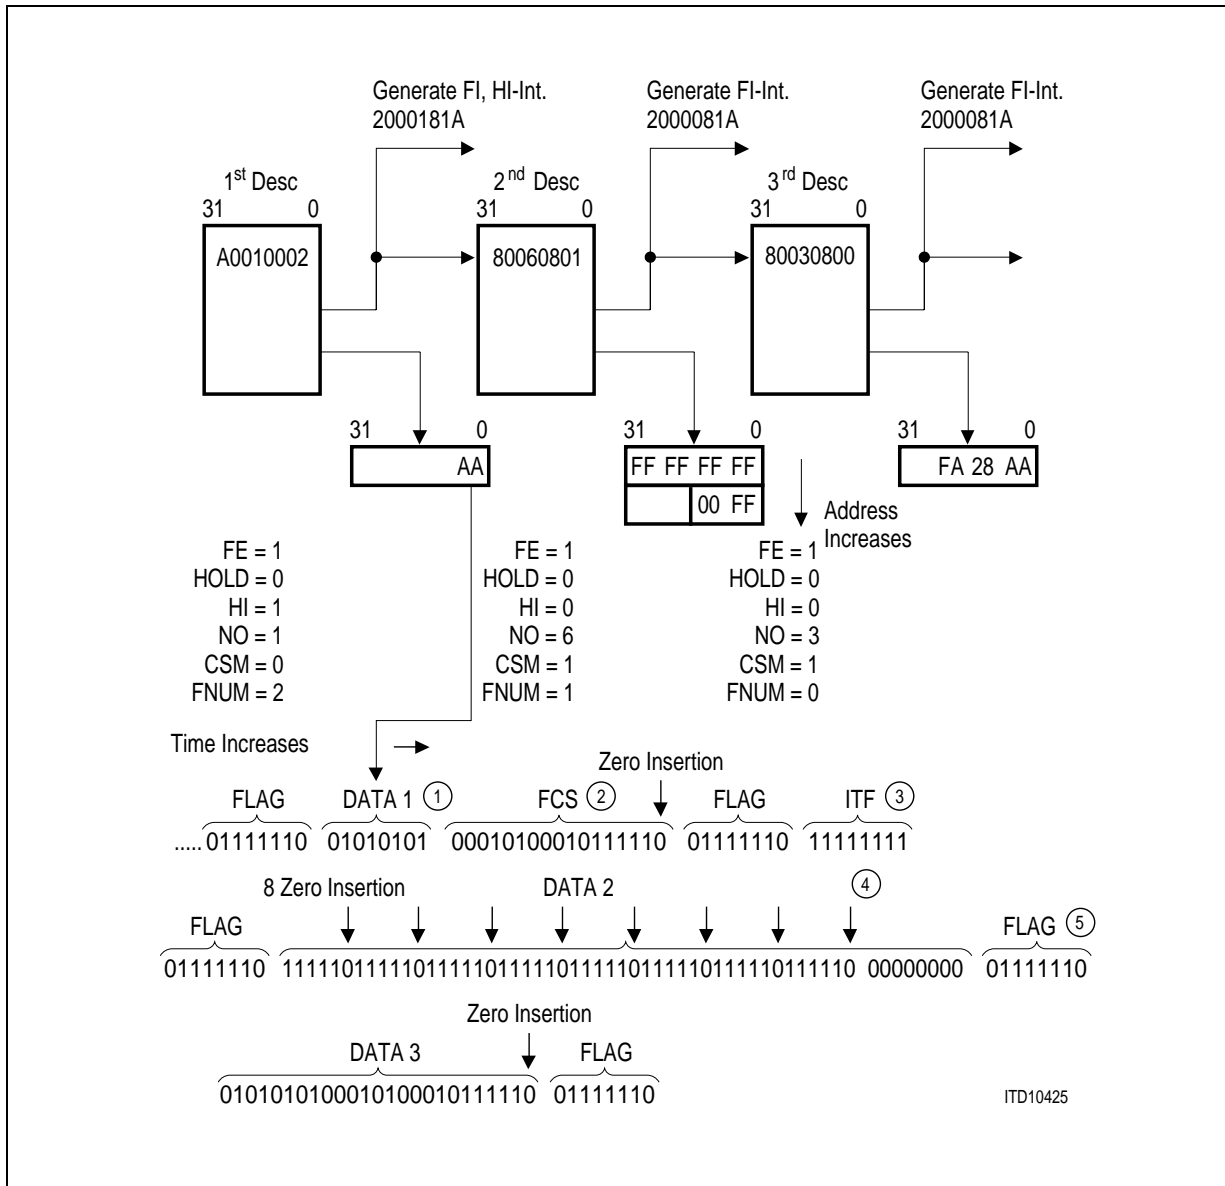 Generate FI, HI-Int.
2000181A
Generate FI-Int.
2000081A
Generate FI-Int.
2000081A
1st Desc
2nd Desc
3rd Desc
31 0
31 0
31 0
A0010002
80060801
80030800
31 0
31 0
31 0
AA
FF FF FF FF
00 FF
FA 28 AA
Address
Increases
FE = 1
HOLD = 0
HI = 1
NO = 1
CSM = 0
FNUM = 2
FE = 1
HOLD = 0
HI = 0
NO = 6
CSM = 1
FNUM = 1
FE = 1
HOLD = 0
HI = 0
NO = 3
CSM = 1
FNUM = 0
Time Increases
Zero Insertion
FLAG DATA 1 1 FCS 2 FLAG ITF 3
.....01111110 01010101 00010100010111110 01111110 11111111
8 Zero Insertion DATA 2 4
FLAG FLAG 5
01111110 111110111110111110111110111110111110111110111110 00000000 01111110
Zero Insertion
DATA 3 FLAG
0101010100010100010111110 01111110
ITD10425